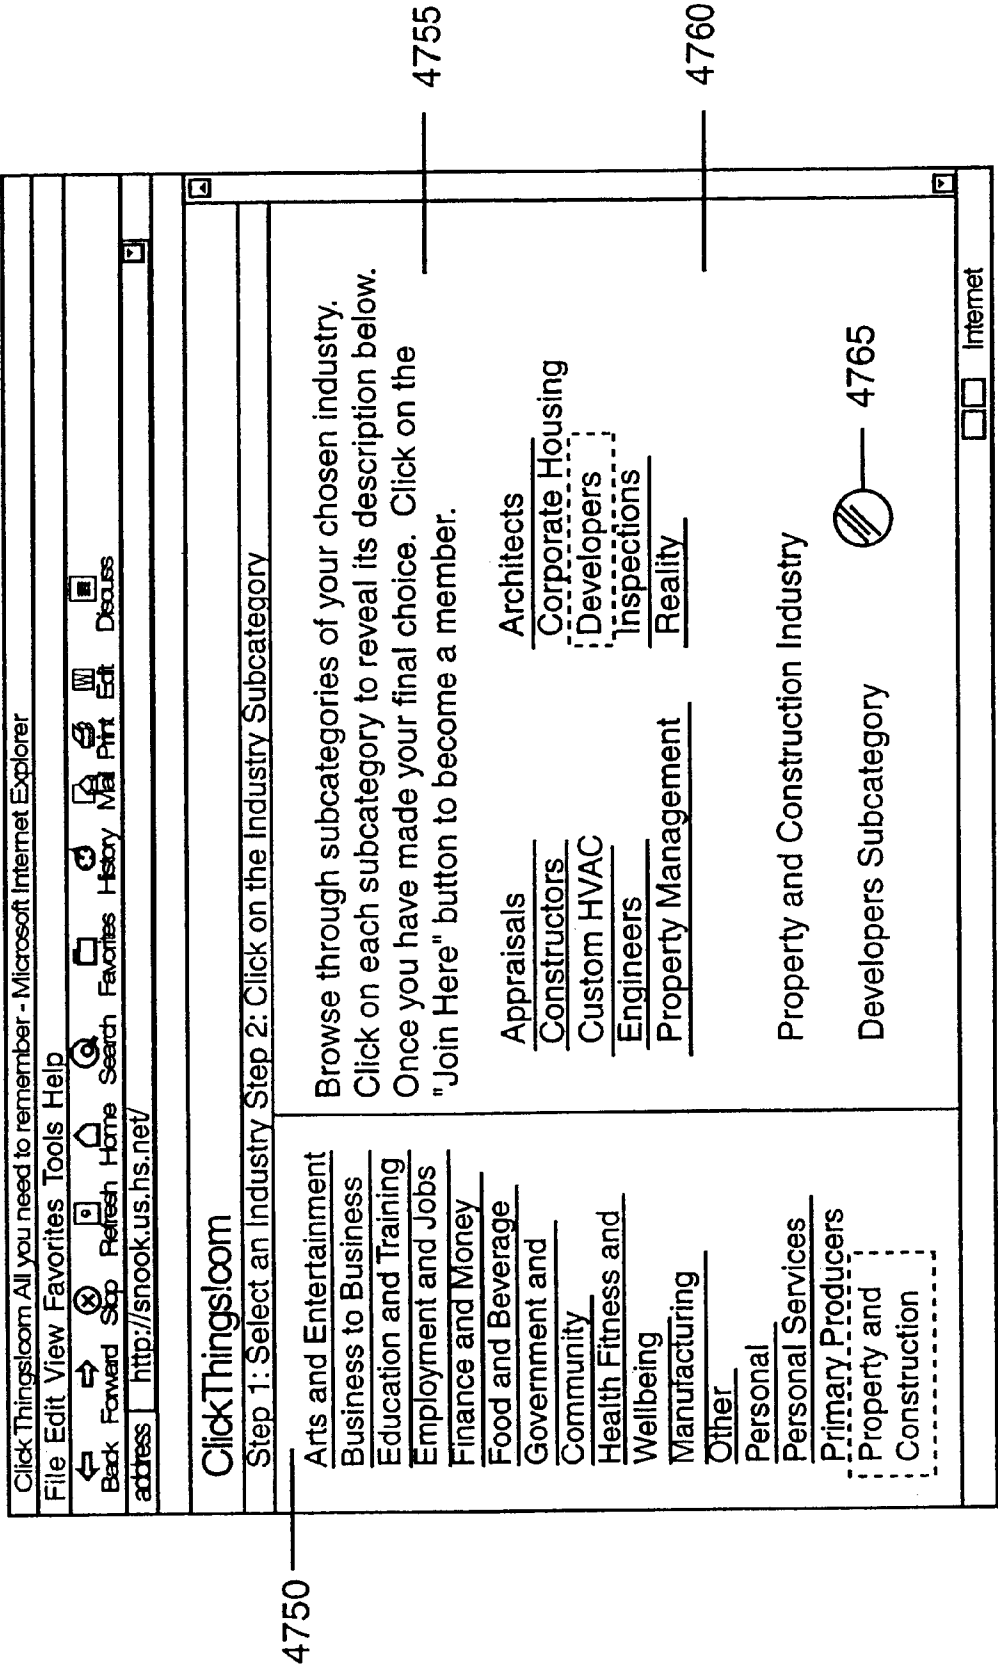 Click Things!com All you need to remember - Microsoft Internet Explorer
File Edit View Favorites Tools Help
Back Forward Stop Refresh Home Search Favorites History Mail Print Edit Discuss
address http://snook.us.hs.net/
ClickThings!com
Step 1: Select an Industry Step 2: Click on the Industry Subcategory
4750
Arts and Entertainment
Business to Business
Education and Training
Employment and Jobs
Finance and Money
Food and Beverage
Government and
Community
Health Fitness and
Wellbeing
Manufacturing
Other
Personal
Personal Services
Primary Producers
Property and
Construction
Browse through subcategories of your chosen industry.
Click on each subcategory to reveal its description below.
Once you have made your final choice. Click on the
"Join Here" button to become a member.
4755
Appraisals
Constructors
Custom HVAC
Engineers
Property Management
Architects
Corporate Housing
Developers
Inspections
Reality
4760
Property and Construction Industry
Developers Subcategory
4765
Internet